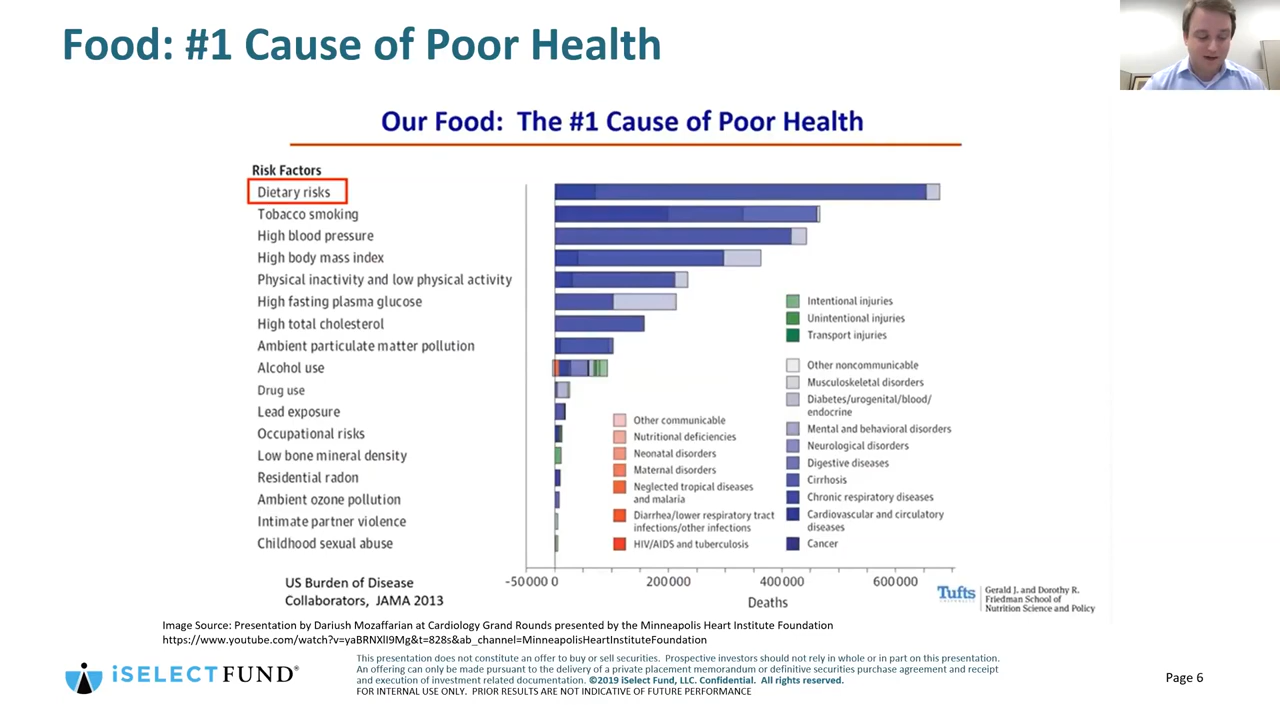 Food: #1 Cause of Poor Health
Our Food: The #1 Cause of Poor Health
Risk Factors
Dietary risks
Tobacco smoking
High blood pressure
High body mass index
Physical inactivity and low physical activity
High fasting plasma glucose
High total cholesterol
Ambient particulate matter pollution
Alcohol use
Drug use
Lead exposure
Occupational risks
Low bone mineral density
Residential radon
Ambient ozone pollution
Intimate partner violence
Childhood sexual abuse
Intentional injuries
Unintentional injuries
Transport injuries
Other noncommunicable
Musculoskeletal disorders
Diabetes/urogenital/blood/
endocrine
Mental and behavioral disorders
Neurological disorders
Digestive diseases
Cirrhosis
Chronic respiratory diseases
Cardiovascular and circulatory
diseases
Cancer
Other communicable
Nutritional deficiencies
Neonatal disorders
Maternal disorders
Neglected tropical diseases
and malaria
Diarrhea/lower respiratory tract
infections/other infections
HIV/AIDS and tuberculosis
-50000 0 200000 400000 600000
Deaths
US Burden of Disease
Collaborators, JAMA 2013
Tufts
Gerald J. and Dorothy R.
Friedman School of
Nutrition Science and Policy
Image Source: Presentation by Dariush Mozaffarian at Cardiology Grand Rounds presented by the Minneapolis Heart Institute Foundation
https://www.youtube.com/watch?v=yaBRNXlI9Mg&t=828s&ab_channel=MinneapolisHeartInstituteFoundation
iSELECTFUND®
This presentation does not constitute an offer to buy or sell securities. Prospective investors should not rely in whole or in part on this presentation.
An offering can only be made pursuant to the delivery of a private placement memorandum or definitive securities purchase agreement and receipt
and execution of investment related documentation. ©2019 iSelect Fund, LLC. Confidential. All rights reserved.
FOR INTERNAL USE ONLY. PRIOR RESULTS ARE NOT INDICATIVE OF FUTURE PERFORMANCE
Page 6